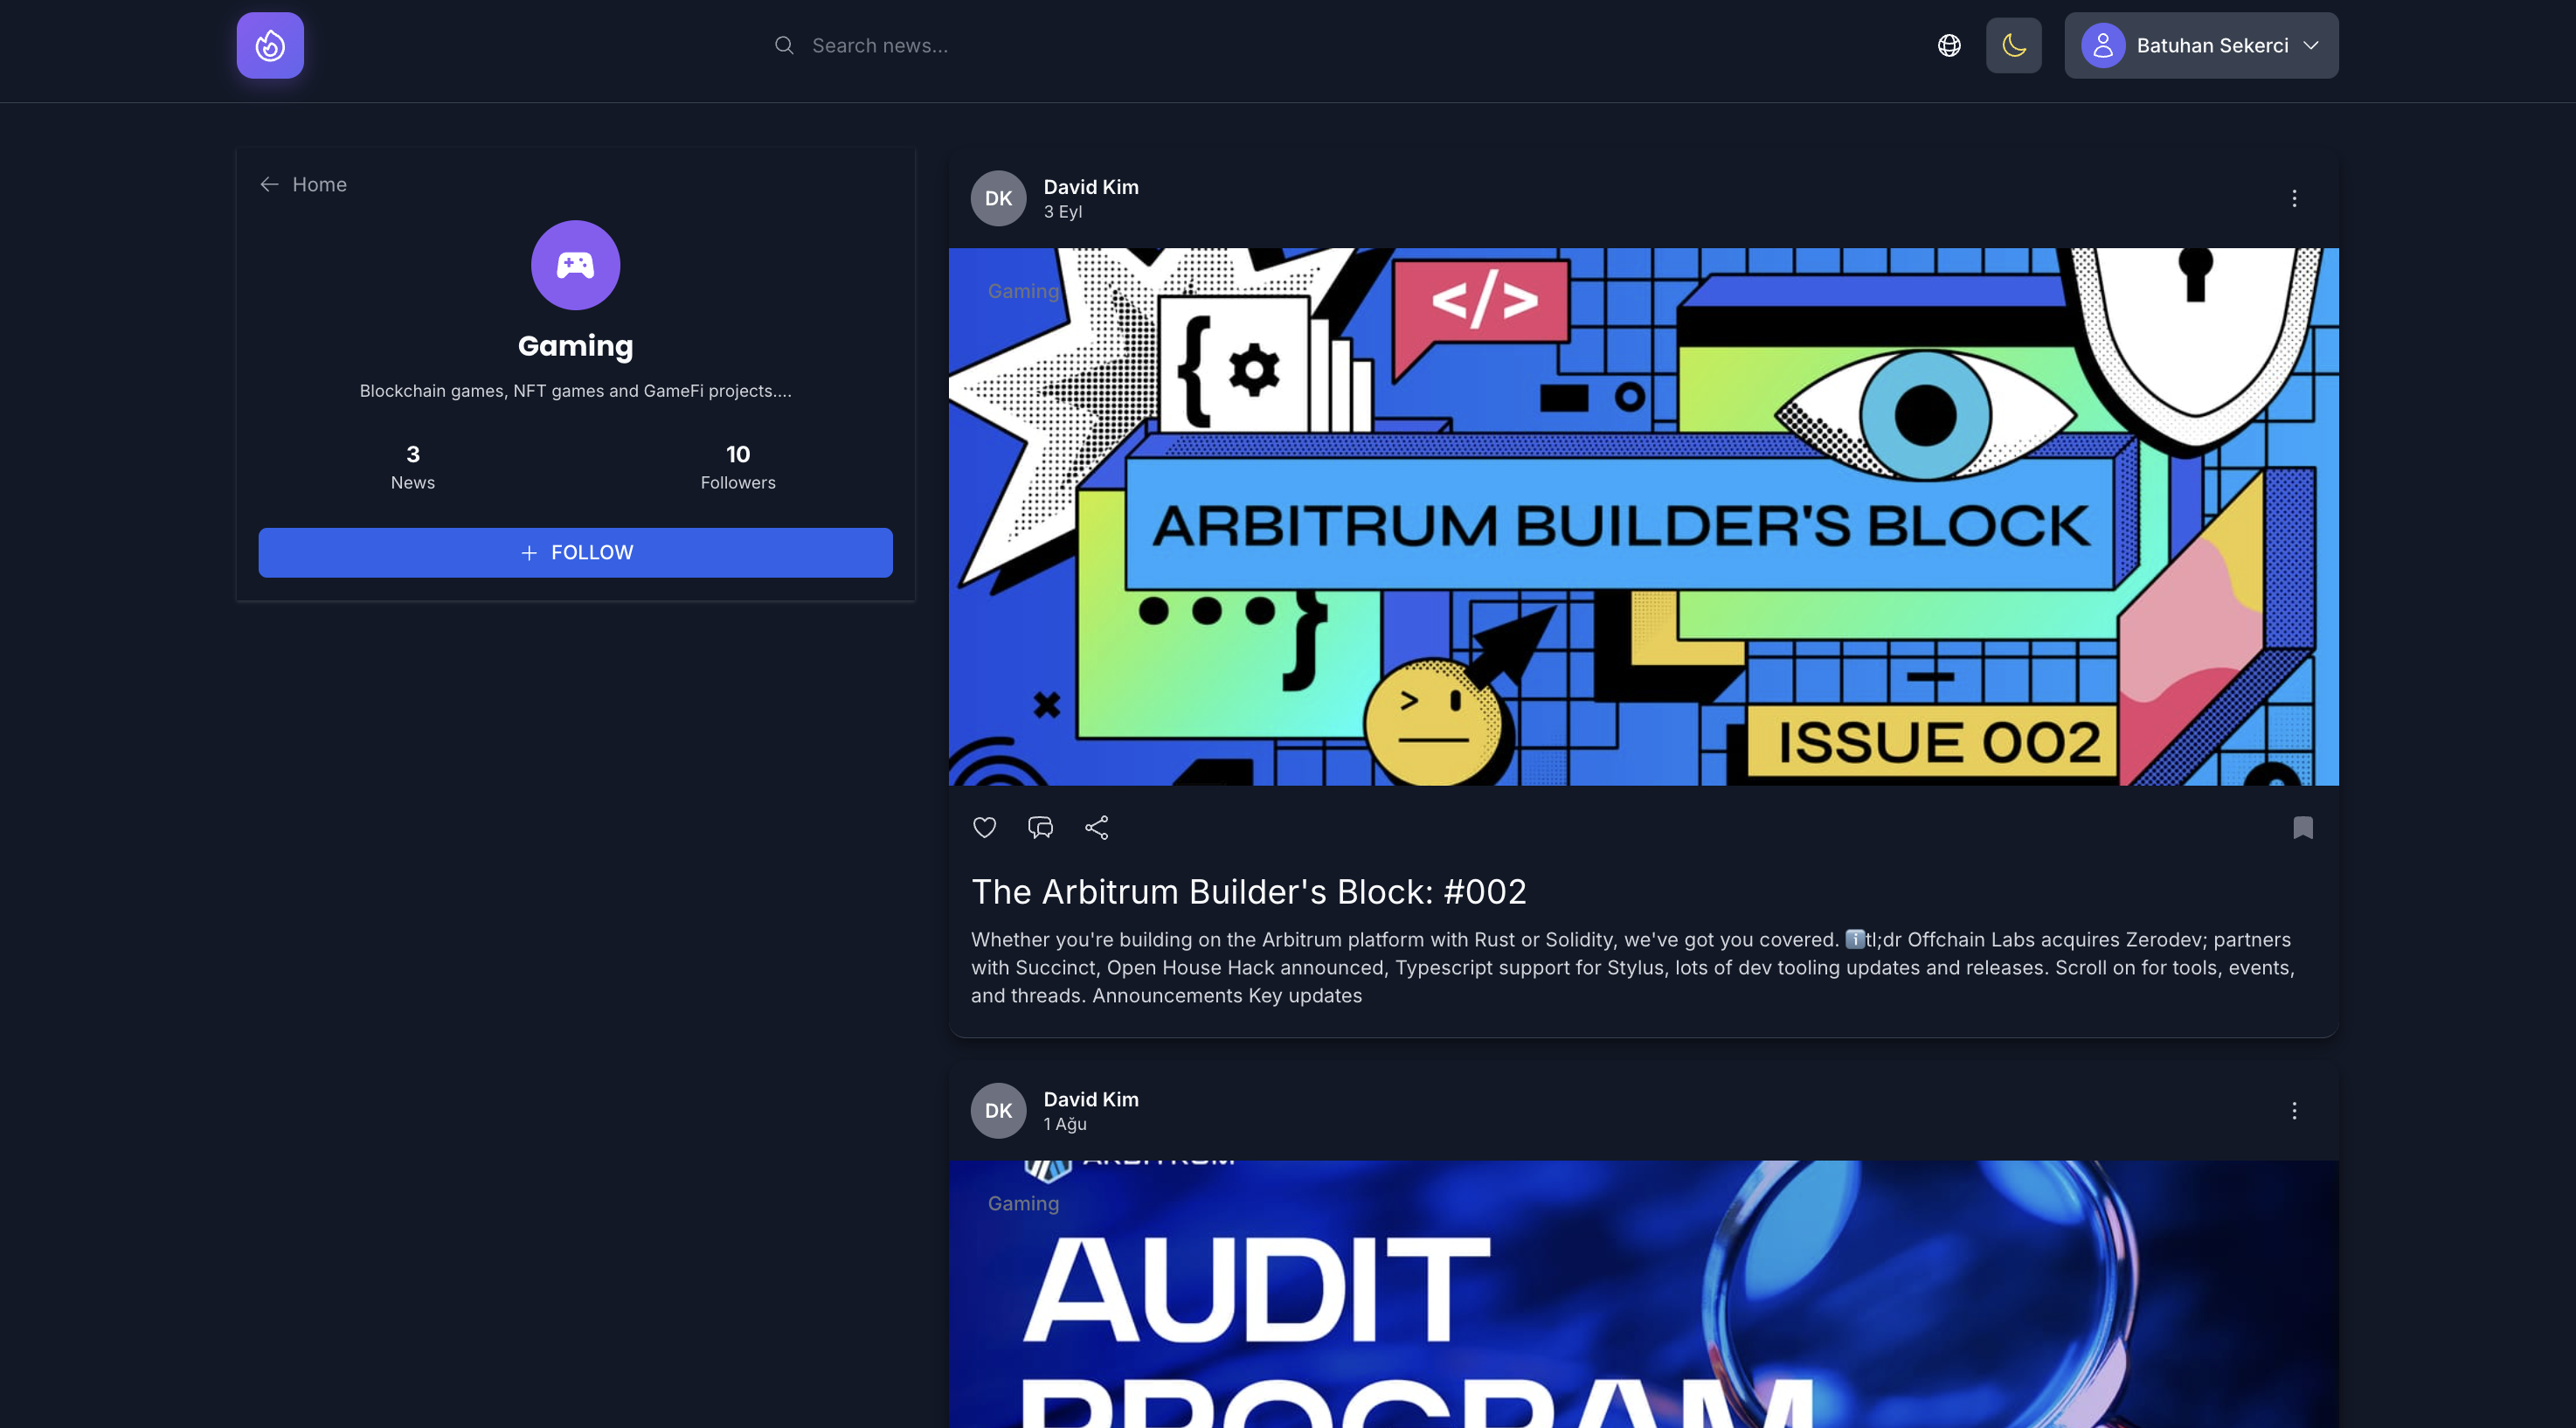 Search news...
Batuhan Sekerci
Home
Gaming
Blockchain games, NFT games and GameFi projects....
3
News
10
Followers
FOLLOW
DK
David Kim
3 Eyl
Gaming
</>
{
ARBITRUM BUILDER'S BLOCK
}
ISSUE 002
The Arbitrum Builder's Block: #002
Whether you're building on the Arbitrum platform with Rust or Solidity, we've got you covered. ℹ️tl;dr Offchain Labs acquires Zerodev; partners
with Succinct, Open House Hack announced, Typescript support for Stylus, lots of dev tooling updates and releases. Scroll on for tools, events,
and threads. Announcements Key updates
DK
David Kim
1 Ağu
ARBITRUM
Gaming
AUDIT
PROGRAM